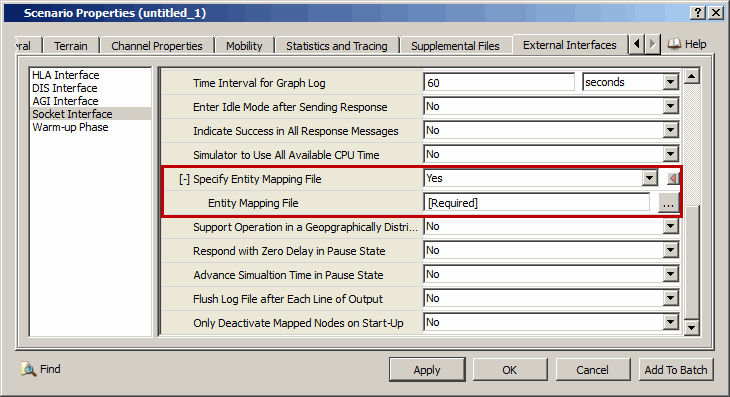 Scenario Properties (untitled_1)
ral Terrain Channel Properties Mobility Statistics and Tracing Supplemental Files External Interfaces Help
HLA Interface
DIS Interface
AGI Interface
Socket Interface
Warm-up Phase
Time Interval for Graph Log 60 seconds
Enter Idle Mode after Sending Response No
Indicate Success in All Response Messages No
Simulator to Use All Available CPU Time No
[-] Specify Entity Mapping File Yes
Entity Mapping File [Required] ...
Support Operation in a Geopgrahically Distri... No
Respond with Zero Delay in Pause State No
Advance Simualtion Time in Pause State No
Flush Log File after Each Line of Output No
Only Deactivate Mapped Nodes on Start-Up No
Find Apply OK Cancel Add To Batch